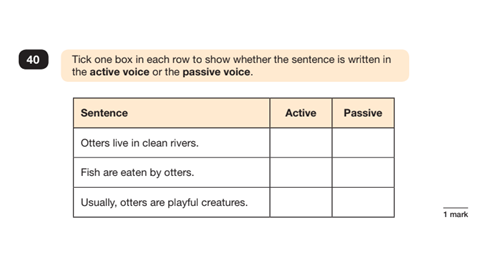 40
Tick one box in each row to show whether the sentence is written in
the active voice or the passive voice.
Sentence Active Passive
Otters live in clean rivers.
Fish are eaten by otters.
Usually, otters are playful creatures.
1 mark